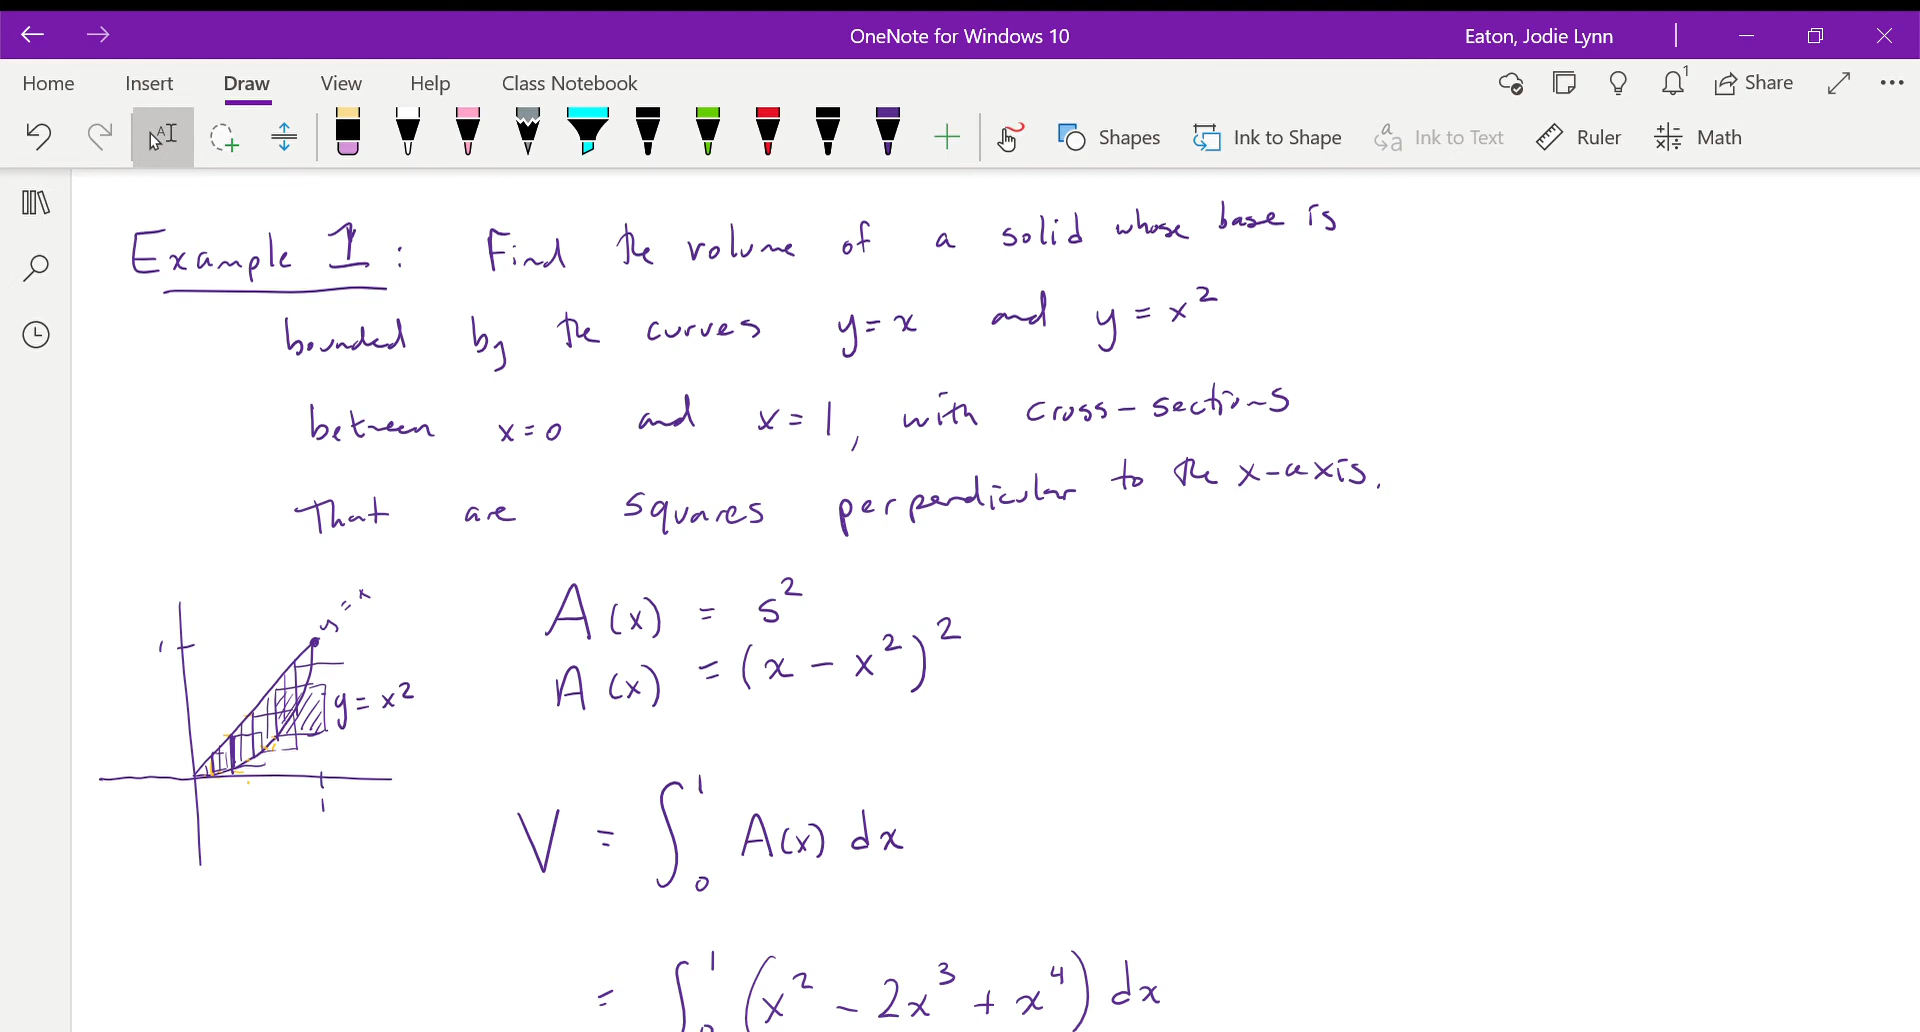 OneNote for Windows 10
Eaton, Jodie Lynn
Home Insert Draw View Help Class Notebook
1 Share
Shapes Ink to Shape Ink to Text Ruler Math
Example 1: Find the volume of a solid whose base is
bounded by the curves y = x and y = x²
between x = 0 and x = 1, with cross-sections
that are squares perpendicular to the x-axis.
A(x) = s²
A(x) = (x - x²)²
y = x
1
y = x²
1
V = ∫₀¹ A(x) dx
= ∫₀¹ (x² - 2x³ + x⁴) dx